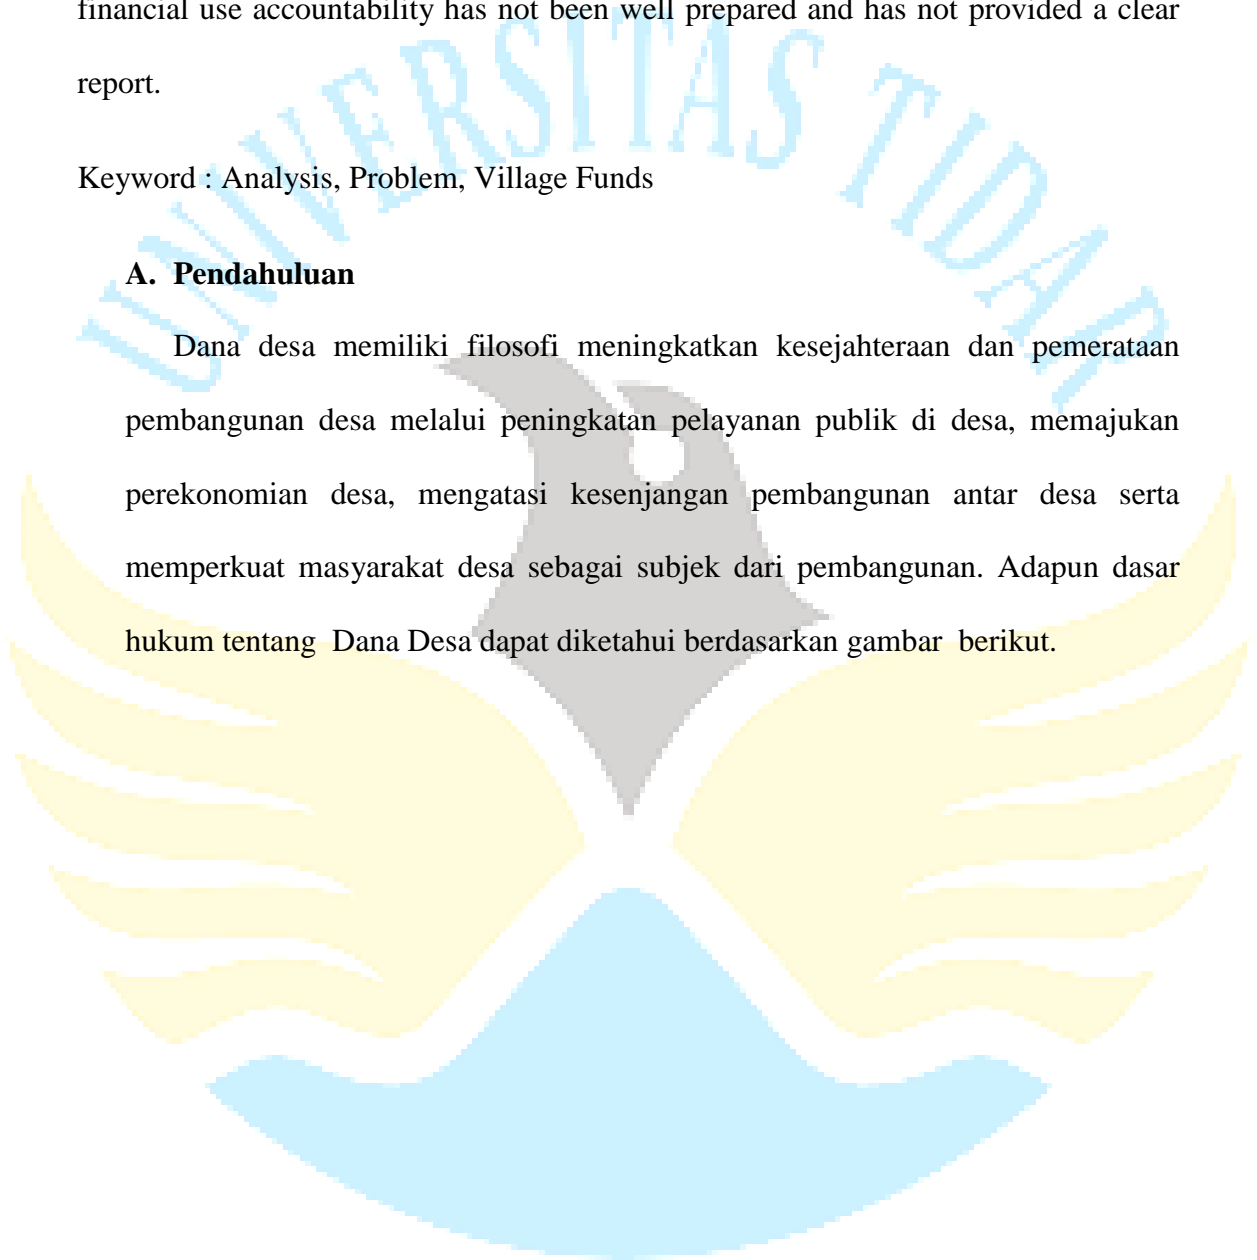 financial use accountability has not been well prepared and has not provided a clear
report.
Keyword : Analysis, Problem, Village Funds
UNIVERSITAS TIDAR
A. Pendahuluan
Dana desa memiliki filosofi meningkatkan kesejahteraan dan pemerataan
pembangunan desa melalui peningkatan pelayanan publik di desa, memajukan
perekonomian desa, mengatasi kesenjangan pembangunan antar desa serta
memperkuat masyarakat desa sebagai subjek dari pembangunan. Adapun dasar
hukum tentang Dana Desa dapat diketahui berdasarkan gambar berikut.